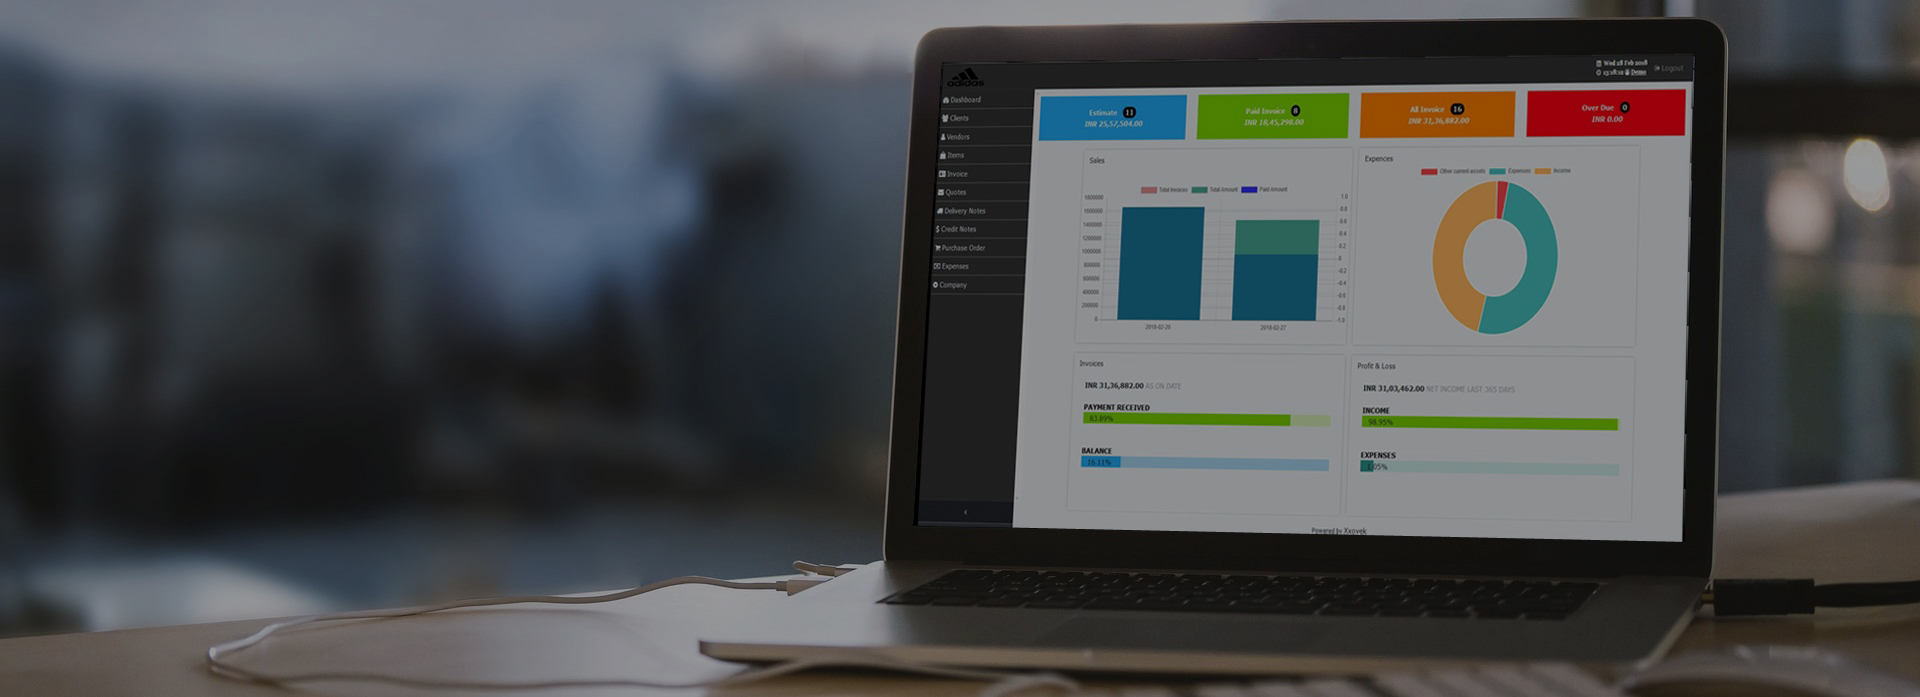 adidas
Wed 28 Feb 2018
Demo
Logout
Dashboard
Clients
Vendors
Items
Invoice
Quotes
Delivery Notes
Credit Notes
Purchase Order
Expenses
Company
Estimate 11
INR 25,57,504.00
Paid Invoice 8
INR 18,45,298.00
All Invoice 16
INR 31,36,882.00
Over Due 0
INR 0.00
Sales
Total Invoices Total Amount Paid Amount
1800000
1600000
1400000
1200000
1000000
800000
600000
400000
200000
0
1.0
0.8
0.6
0.4
0.2
0
-0.2
-0.4
-0.6
-0.8
-1.0
2018-02-26 2018-02-27
Expences
Other current assets Expenses Income
Invoices
INR 31,36,882.00 AS ON DATE
PAYMENT RECEIVED
83.89%
BALANCE
16.11%
Profit & Loss
INR 31,03,462.00 NET INCOME LAST 365 DAYS
INCOME
98.95%
EXPENSES
1.05%
Powered by Xxovek